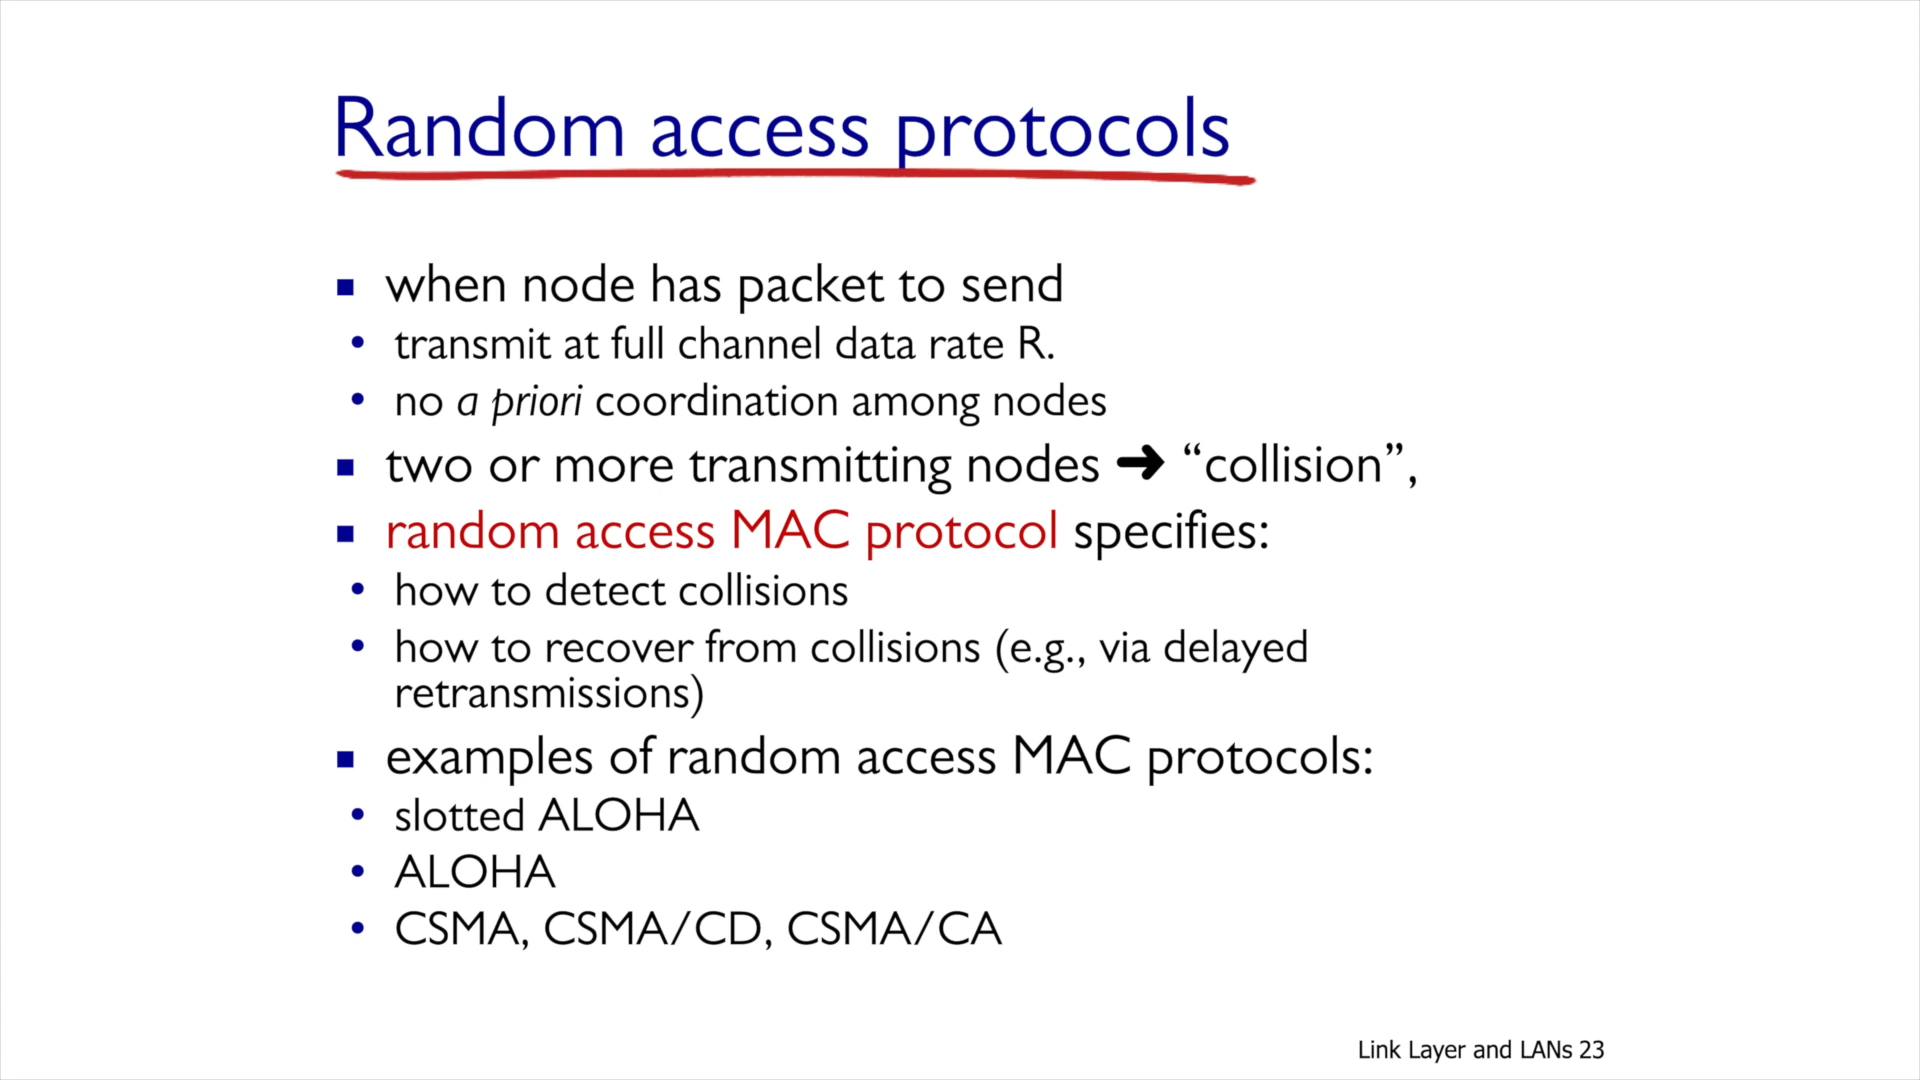 Random access protocols
▪ when node has packet to send
• transmit at full channel data rate R.
• no a priori coordination among nodes
▪ two or more transmitting nodes ➜ “collision”,
▪ random access MAC protocol specifies:
• how to detect collisions
• how to recover from collisions (e.g., via delayed
retransmissions)
▪ examples of random access MAC protocols:
• slotted ALOHA
• ALOHA
• CSMA, CSMA/CD, CSMA/CA
Link Layer and LANs 23